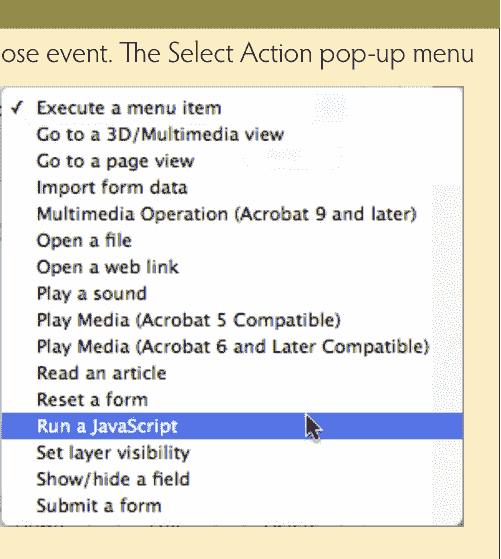 ose event. The Select Action pop-up menu
✓ Execute a menu item
Go to a 3D/Multimedia view
Go to a page view
Import form data
Multimedia Operation (Acrobat 9 and later)
Open a file
Open a web link
Play a sound
Play Media (Acrobat 5 Compatible)
Play Media (Acrobat 6 and Later Compatible)
Read an article
Reset a form
Run a JavaScript
Set layer visibility
Show/hide a field
Submit a form